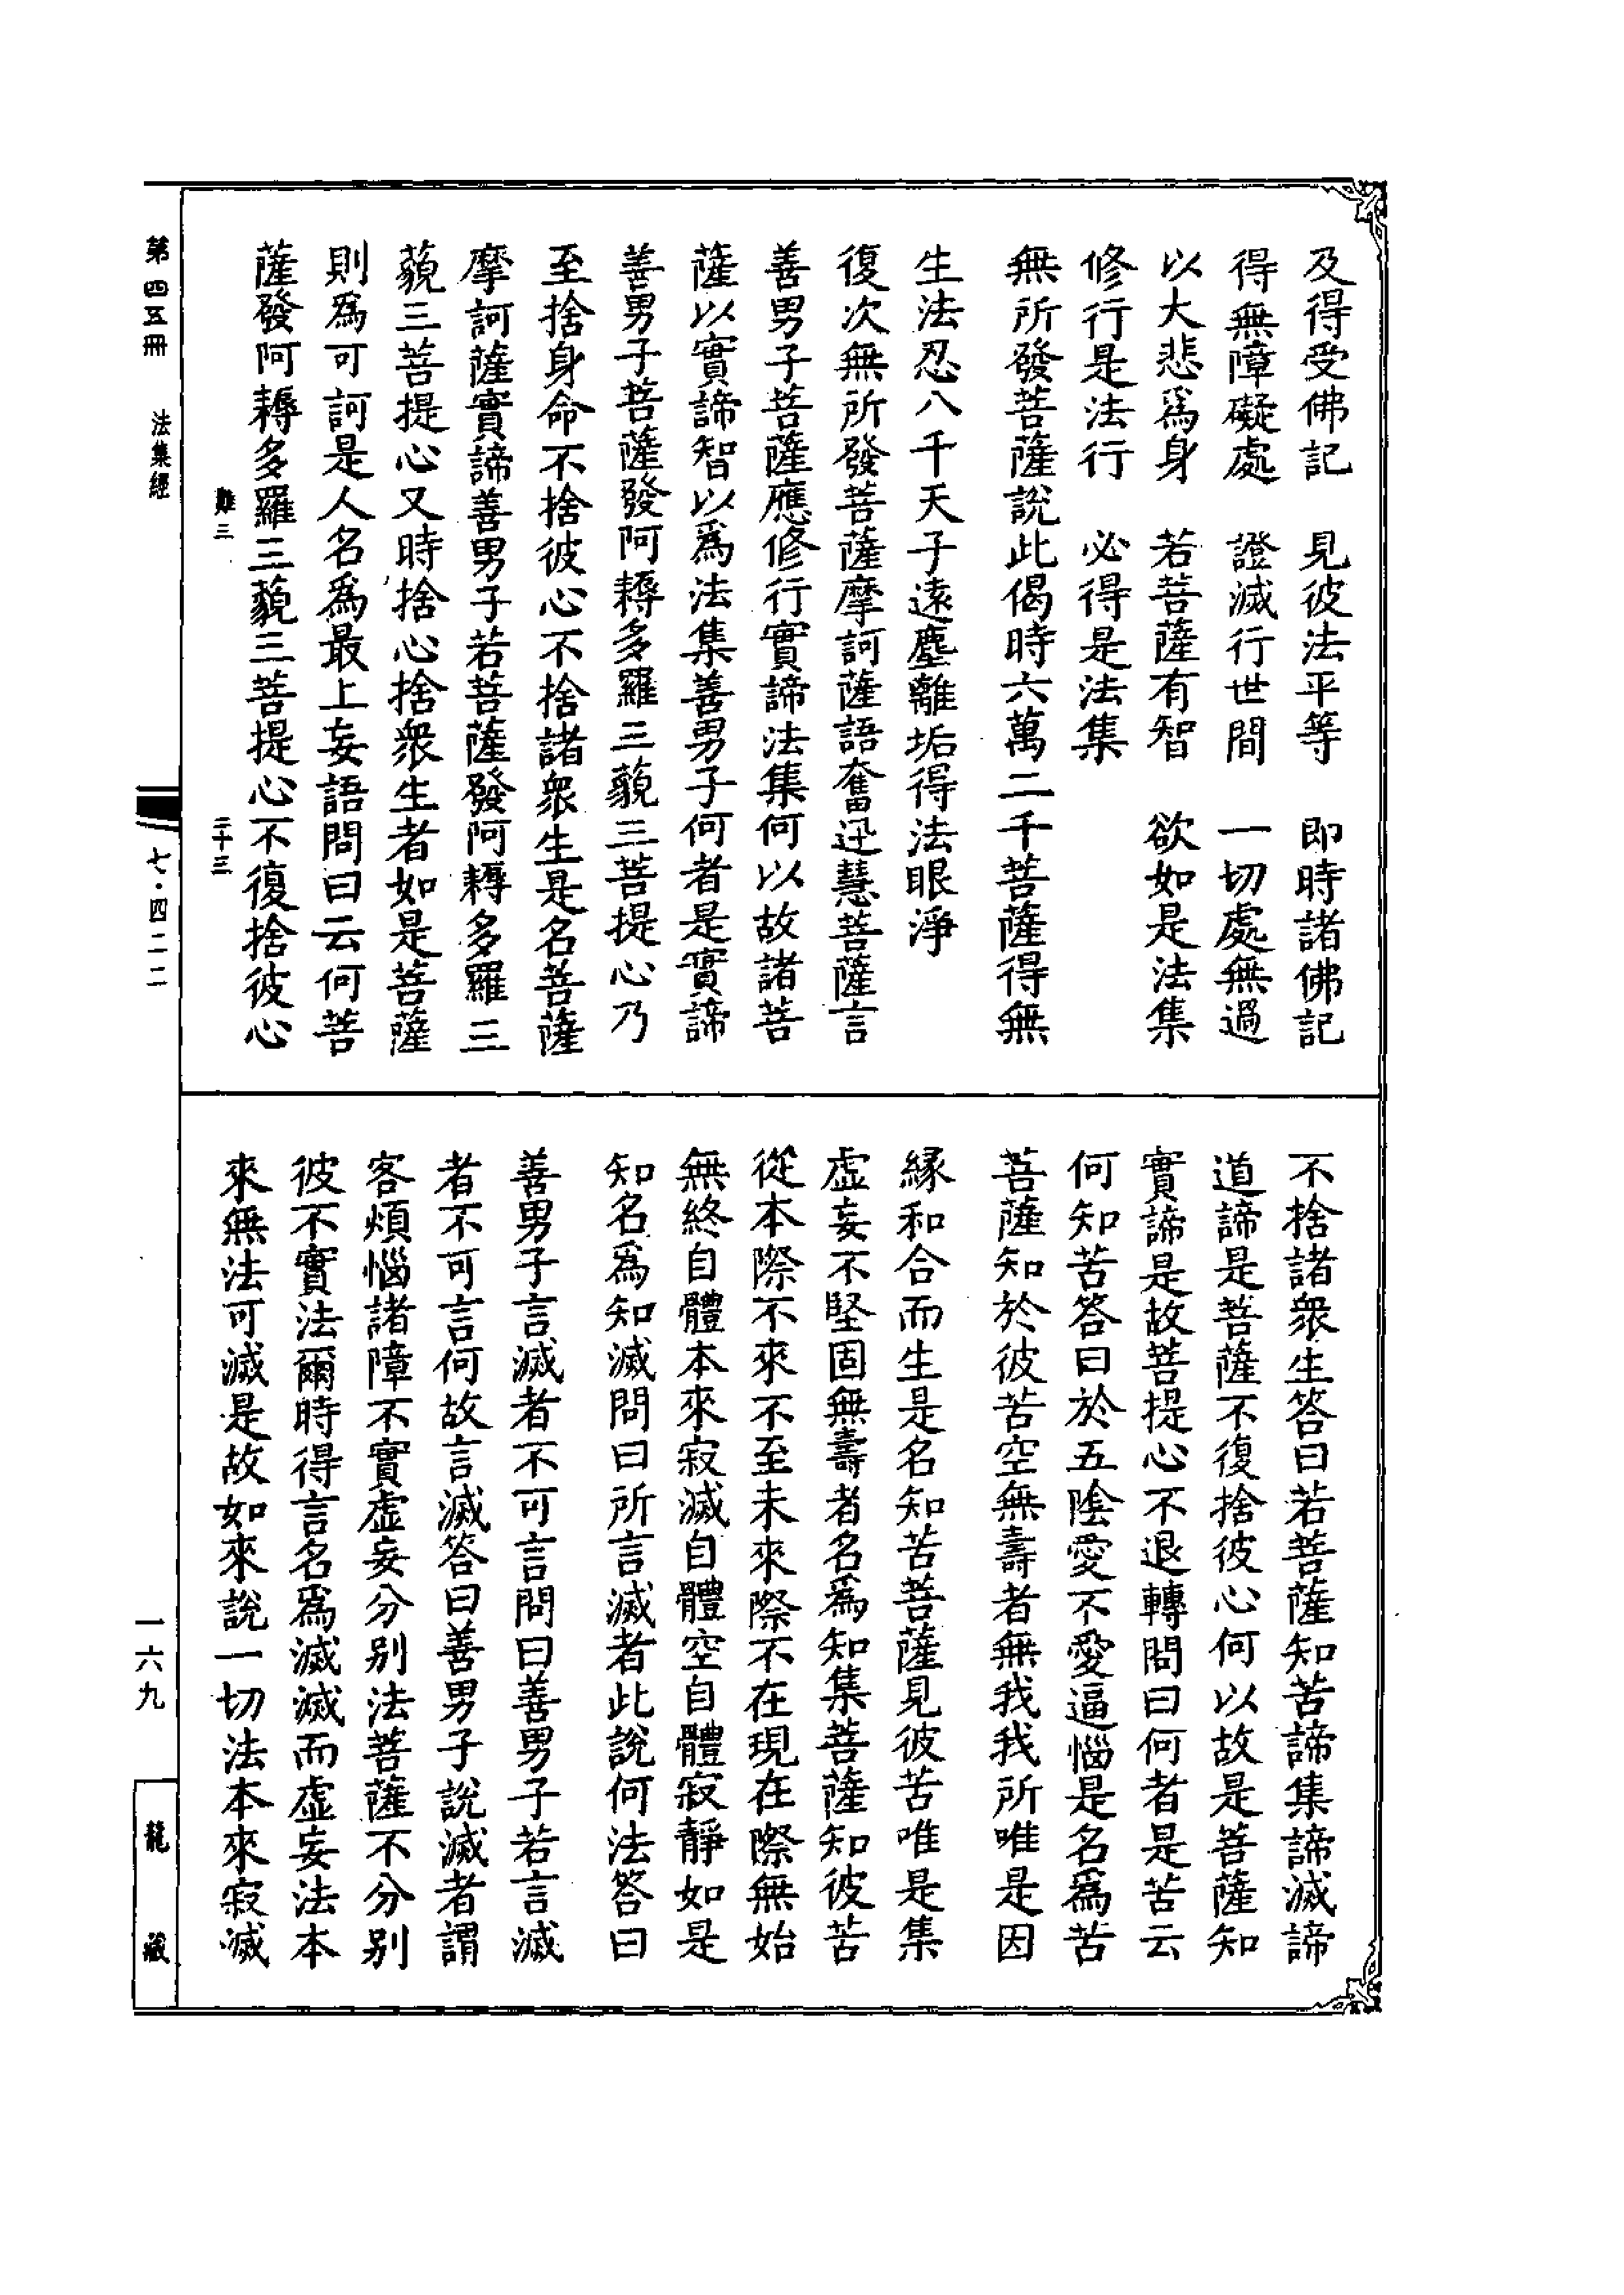 及得受佛記　見彼法平等　即時諸佛記
得無障礙處　證滅行世間　一切處無過
以大悲爲身　若菩薩有智　欲如是法集
修行是法行　必得是法集
無所發菩薩說此偈時六萬二千菩薩得無
生法忍八千天子遠塵離垢得法眼淨
復次無所發菩薩摩訶薩語奮迅慧菩薩言
善男子菩薩應修行實諦法集何以故諸菩
薩以實諦智以爲法集善男子何者是實諦
善男子菩薩發阿耨多羅三藐三菩提心乃
至捨身命不捨彼心不捨諸衆生是名菩薩
摩訶薩實諦善男子若菩薩發阿耨多羅三
藐三菩提心又時捨心捨衆生者如是菩薩
則爲可訶是人名爲最上妄語問曰云何菩
薩發阿耨多羅三藐三菩提心不復捨彼心
難三　二十三
不捨諸衆生答曰若菩薩知苦諦集諦滅諦
道諦是菩薩不復捨彼心何以故是菩薩知
實諦是故菩提心不退轉問曰何者是苦云
何知苦答曰於五陰愛不愛逼惱是名爲苦
菩薩知於彼苦空無壽者無我我所唯是因
緣和合而生是名知苦菩薩見彼苦唯是集
虛妄不堅固無壽者名爲知集菩薩知彼苦
從本際不來不至未來際不在現在際無始
無終自體本來寂滅自體空自體寂靜如是
知名爲知滅問曰所言滅者此說何法答曰
善男子言滅者不可言問曰善男子若言滅
者不可言何故言滅答曰善男子說滅者謂
客煩惱諸障不實虛妄分別法菩薩不分別
彼不實法爾時得言名爲滅滅而虛妄法本
來無法可滅是故如來說一切法本來寂滅
第四五冊　法集經　七·四二二　一六九　龍藏